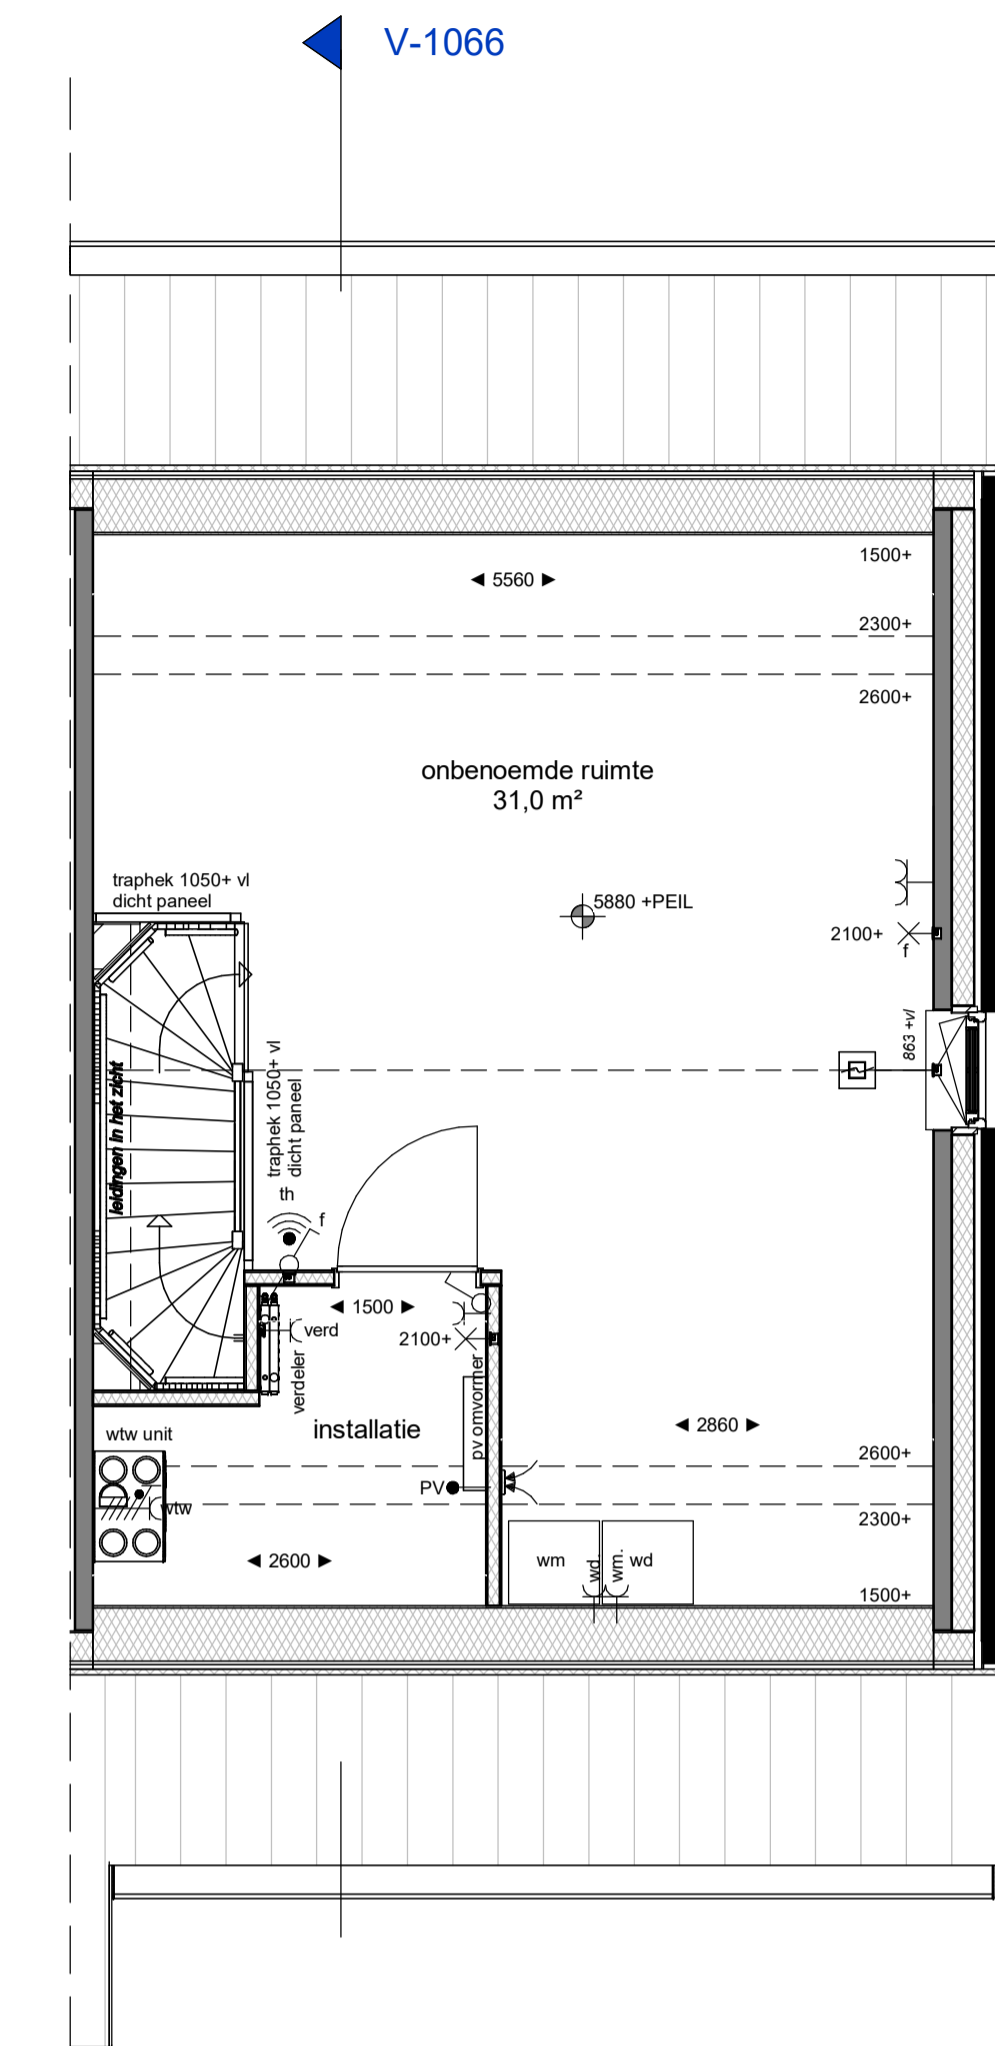 V-1066
1500+
5560
2300+
2600+
onbenoemde ruimte
31,0 m²
traphek 1050+ vl
dicht paneel
5880 +PEIL
2100+
f
863 +vl
leidingen in het zicht
traphek 1050+ vl
dicht paneel
th
f
1500
verd
2100+
verdeler
pv omvormer
installatie
2860
wtw unit
2600+
PV
wtw
2300+
2600
wm
wd
wm.
wd
1500+